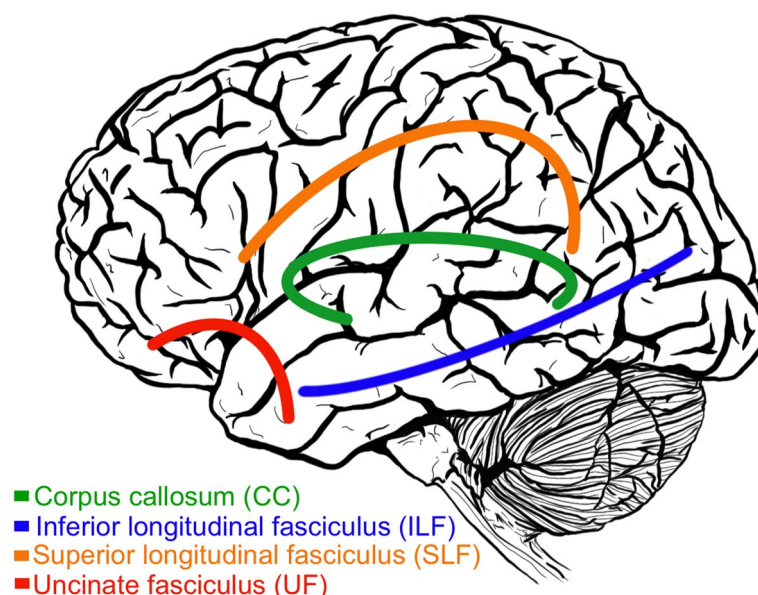 Corpus callosum (CC)
Inferior longitudinal fasciculus (ILF)
Superior longitudinal fasciculus (SLF)
Uncinate fasciculus (UF)